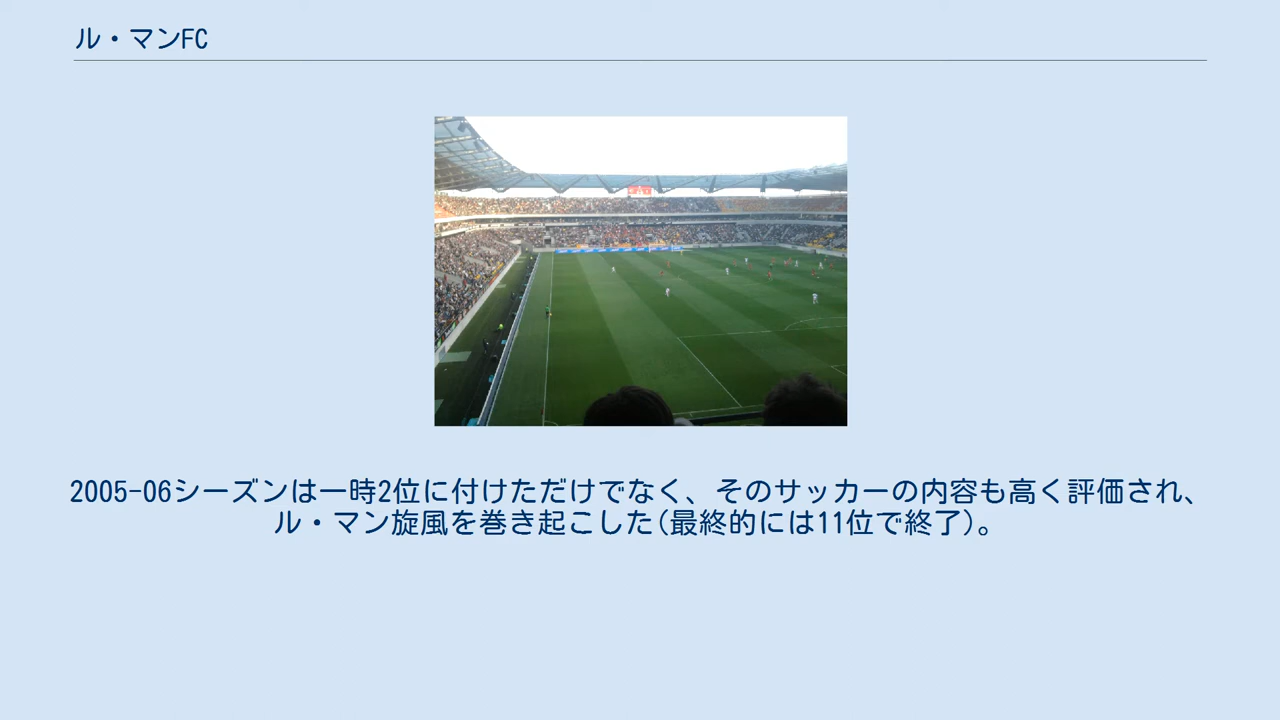 ル・マンFC
2005-06シーズンは一時2位に付けただけでなく、そのサッカーの内容も高く評価され、
ル・マン旋風を巻き起こした(最終的には11位で終了)。